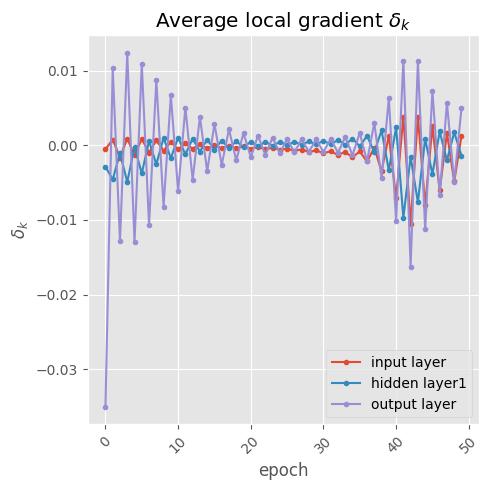 Average local gradient δₖ
δₖ
0.01
0.00
−0.01
−0.02
−0.03
0
10
20
30
40
50
epoch
input layer
hidden layer1
output layer